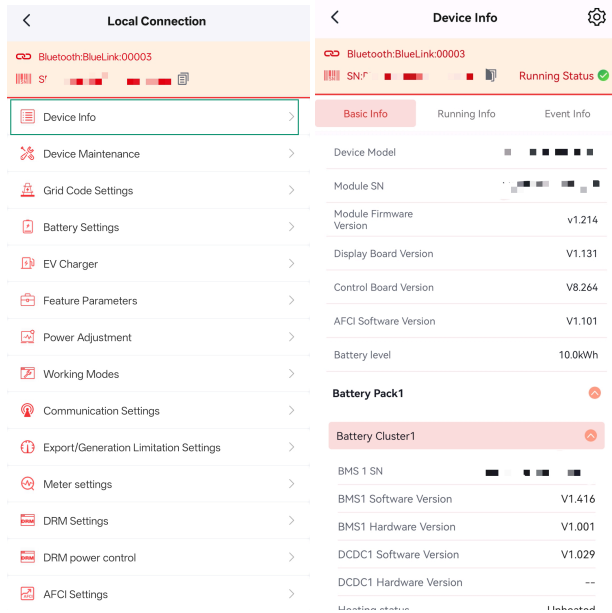 Local Connection
Bluetooth:BlueLink:00003
Device Info
Device Maintenance
Grid Code Settings
Battery Settings
EV Charger
Feature Parameters
Power Adjustment
Working Modes
Communication Settings
Export/Generation Limitation Settings
Meter settings
DRM Settings
DRM power control
AFCI Settings
Device Info
Bluetooth:BlueLink:00003
SN:F
Running Status
Basic Info
Running Info
Event Info
Device Model
Module SN
Module Firmware
Version
v1.214
Display Board Version
V1.131
Control Board Version
V8.264
AFCI Software Version
V1.101
Battery level
10.0kWh
Battery Pack1
Battery Cluster1
BMS 1 SN
BMS1 Software Version
V1.416
BMS1 Hardware Version
V1.001
DCDC1 Software Version
V1.029
DCDC1 Hardware Version
--
Heating status
Unheated